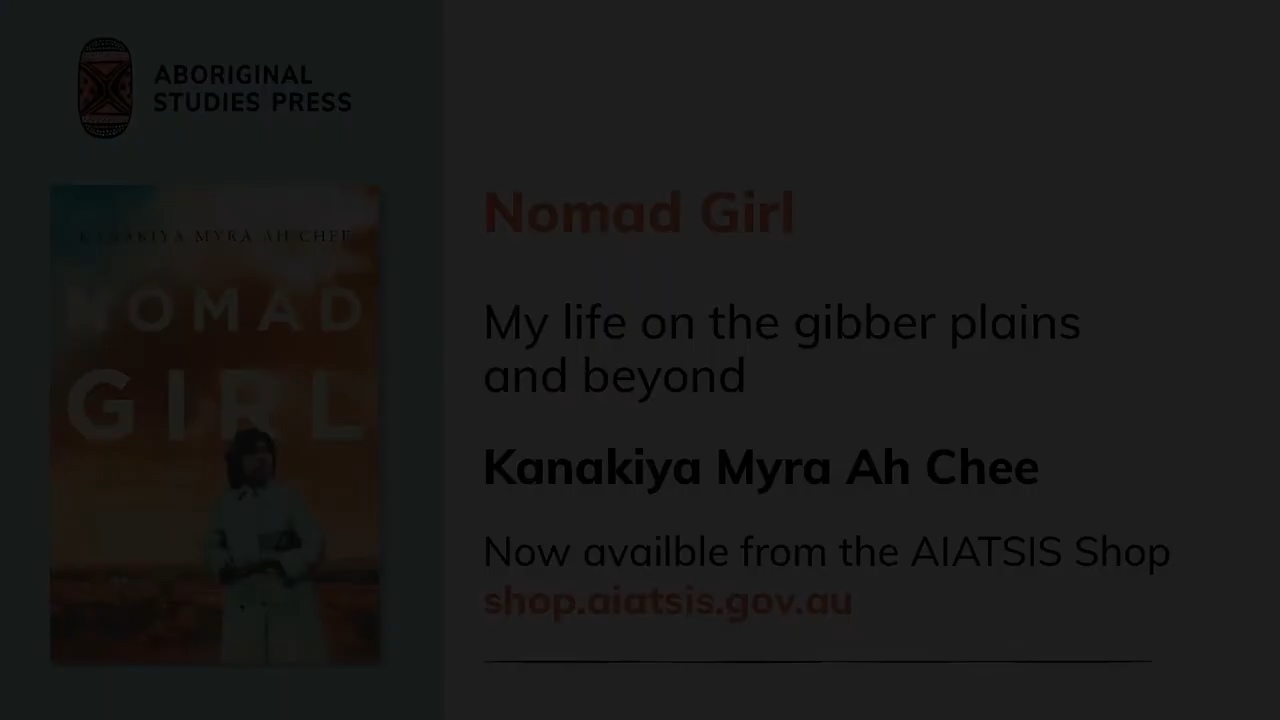 ABORIGINAL
STUDIES PRESS
KANAKIYA MYRA AH CHEE
NOMAD
GIRL
Nomad Girl
My life on the gibber plains
and beyond
Kanakiya Myra Ah Chee
Now availble from the AIATSIS Shop
shop.aiatsis.gov.au